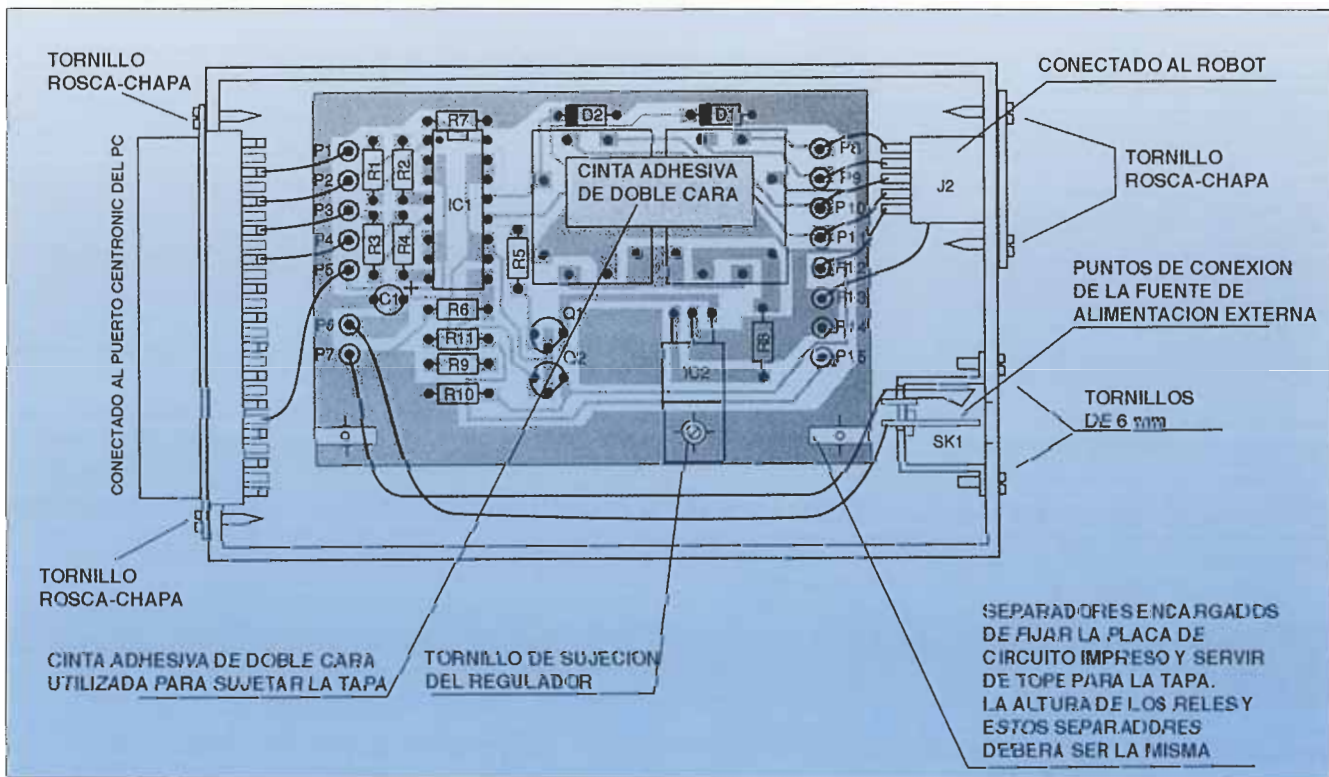 TORNILLO
ROSCA-CHAPA
CONECTADO AL PUERTO CENTRONIC DEL PC
CONECTADO AL ROBOT
TORNILLO
ROSCA-CHAPA
PUNTOS DE CONEXION
DE LA FUENTE DE
ALIMENTACION EXTERNA
TORNILLOS
DE 6 mm
R7
D2
D1
P1
P2
P3
P4
P5
P6
P7
R1
R2
R3
R4
IC1
C1
+
R5
R6
R11
R9
R10
Q1
Q2
CINTA ADHESIVA
DE DOBLE CARA
IC2
R8
P8
P9
P10
P11
P12
P13
P14
P15
J2
SK1
TORNILLO
ROSCA-CHAPA
CINTA ADHESIVA DE DOBLE CARA
UTILIZADA PARA SUJETAR LA TAPA
TORNILLO DE SUJECION
DEL REGULADOR
SEPARADORES ENCARGADOS
DE FIJAR LA PLACA DE
CIRCUITO IMPRESO Y SERVIR
DE TOPE PARA LA TAPA.
LA ALTURA DE LOS RELES Y
ESTOS SEPARADORES
DEBERA SER LA MISMA